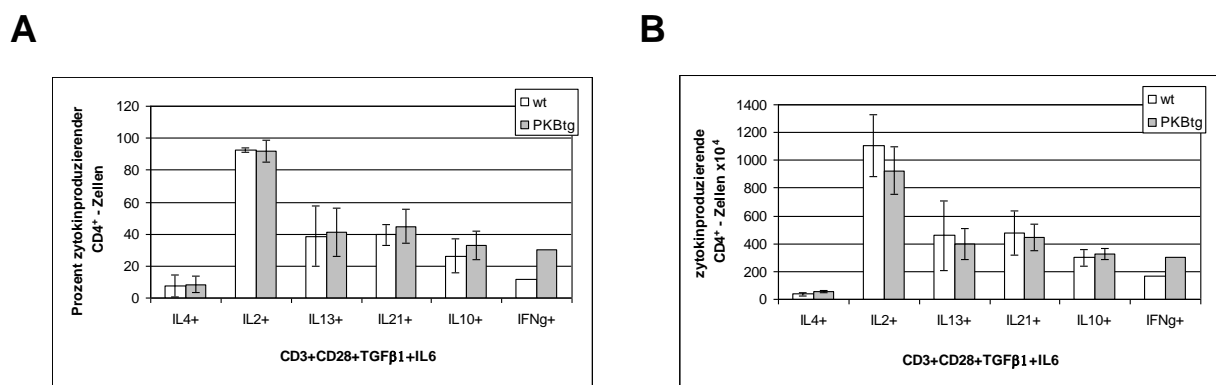 A
Prozent zytokinproduzierender
CD4⁺ - Zellen
120
100
80
60
40
20
0
wt
PKBtg
IL4+ IL2+ IL13+ IL21+ IL10+ IFNg+
CD3+CD28+TGFβ1+IL6
B
zytokinproduzierende
CD4⁺ - Zellen x10⁴
1400
1200
1000
800
600
400
200
0
wt
PKBtg
IL4+ IL2+ IL13+ IL21+ IL10+ IFNg+
CD3+CD28+TGFβ1+IL6